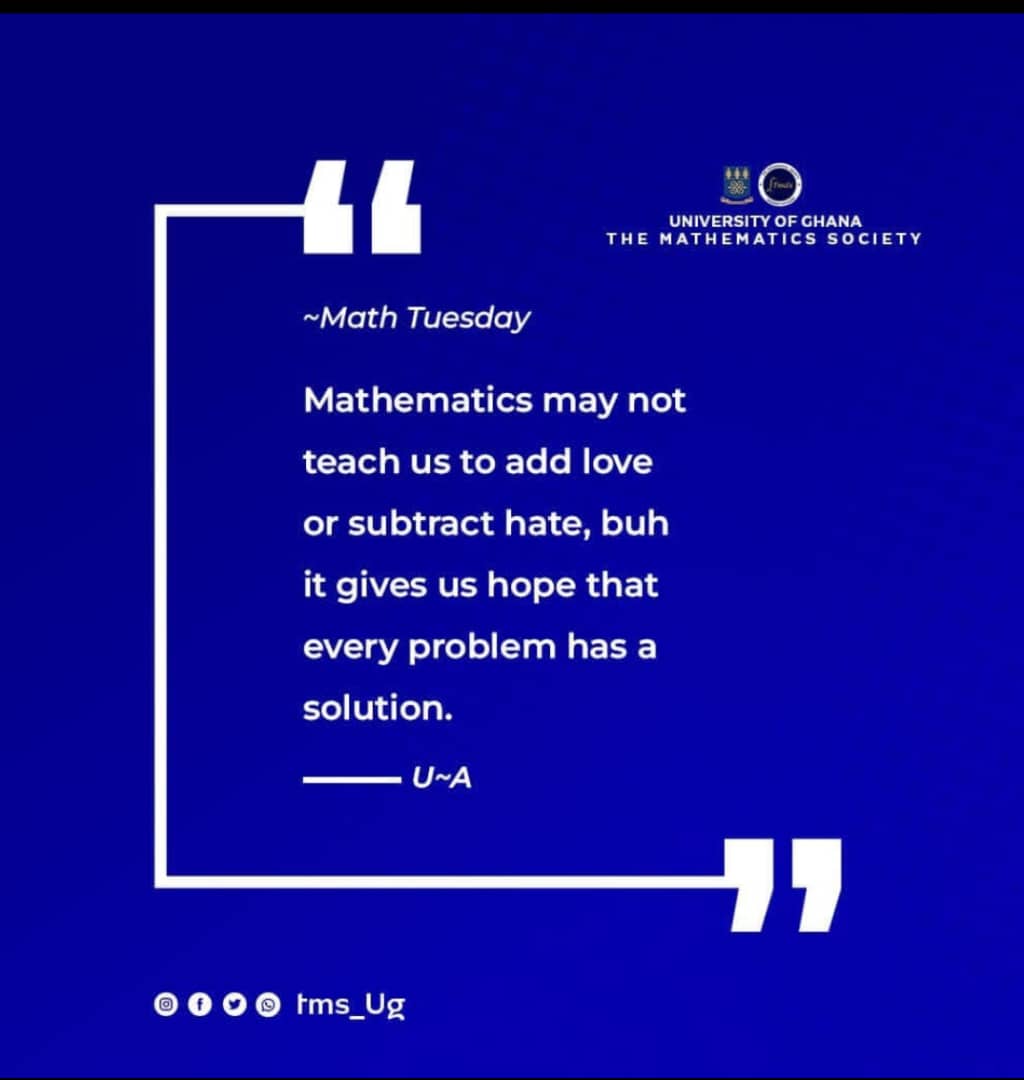 UNIVERSITY OF GHANA
THE MATHEMATICS SOCIETY
~Math Tuesday
Mathematics may not
teach us to add love
or subtract hate, buh
it gives us hope that
every problem has a
solution.
U~A
tms_Ug